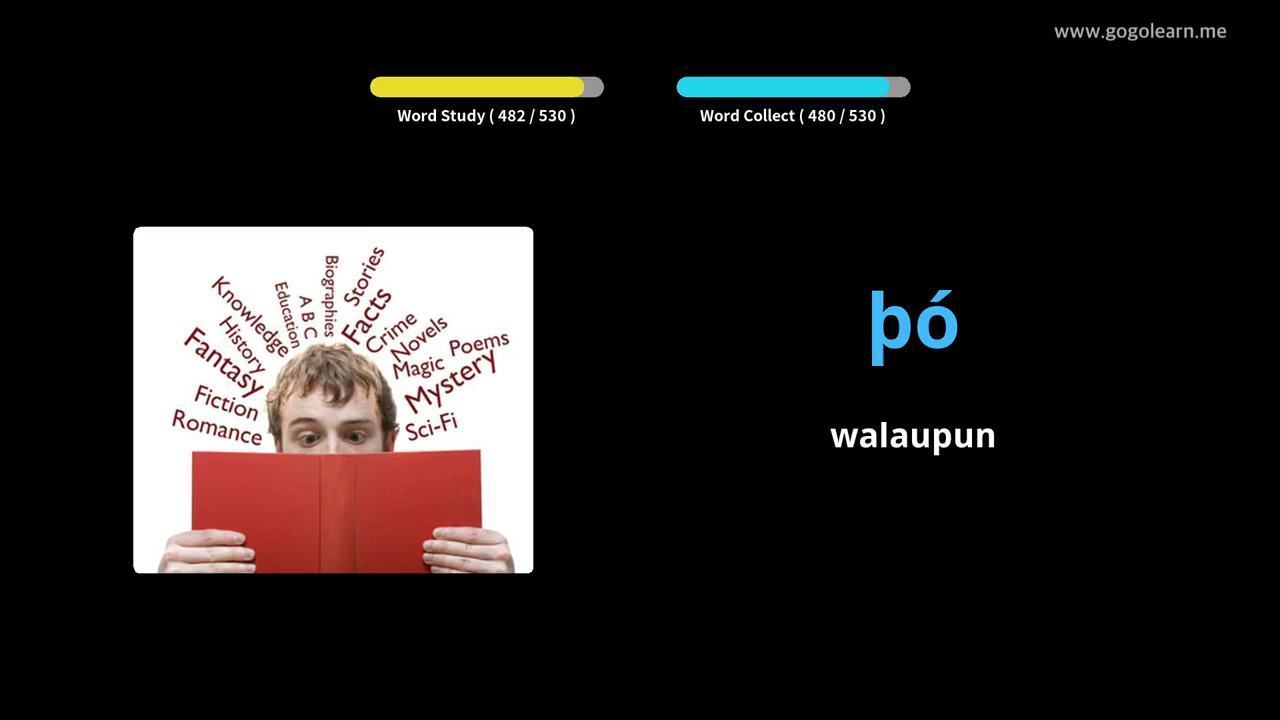 www.gogolearn.me
Word Study ( 482 / 530 )
Word Collect ( 480 / 530 )
Biographies
Stories
Education
A B C
Facts
Knowledge
Crime
History
Novels
Poems
Fantasy
Magic
Mystery
Fiction
Romance
Sci-Fi
þó
walaupun